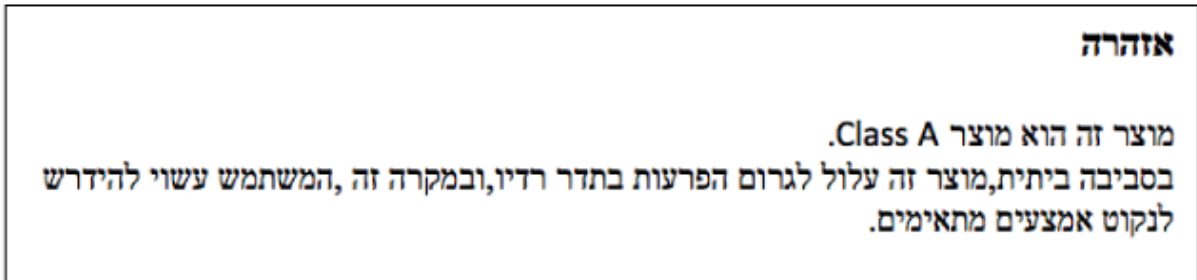 אזהרה
מוצר זה הוא מוצר Class A.
בסביבה ביתית,מוצר זה עלול לגרום הפרעות בתדר רדיו,ובמקרה זה ,המשתמש עשוי להידרש
לנקוט אמצעים מתאימים.